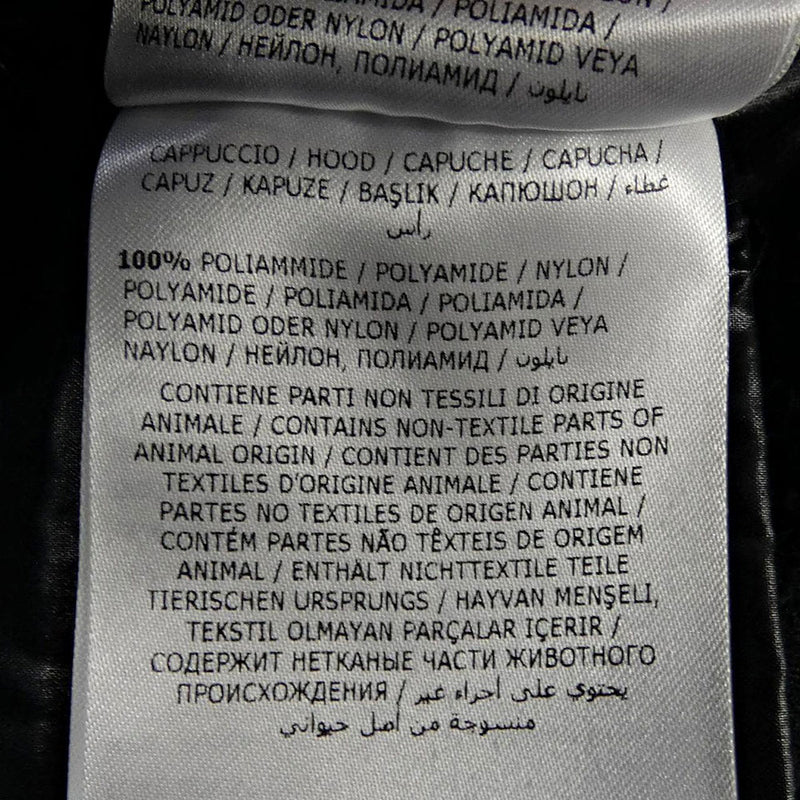 POLIAMIDA / POLIAMIDA /
POLYAMID ODER NYLON / POLYAMID VEYA
NAYLON / НЕЙЛОН, ПОЛИАМИД / نايلون
CAPPUCCIO / HOOD / CAPUCHE / CAPUCHA /
CAPUZ / KAPUZE / BAŞLIK / КАПЮШОН / غطاء
رأس
100% POLIAMMIDE / POLYAMIDE / NYLON /
POLYAMIDE / POLIAMIDA / POLIAMIDA /
POLYAMID ODER NYLON / POLYAMID VEYA
NAYLON / НЕЙЛОН, ПОЛИАМИД / نايلون
CONTIENE PARTI NON TESSILI DI ORIGINE
ANIMALE / CONTAINS NON-TEXTILE PARTS OF
ANIMAL ORIGIN / CONTIENT DES PARTIES NON
TEXTILES D'ORIGINE ANIMALE / CONTIENE
PARTES NO TEXTILES DE ORIGEN ANIMAL /
CONTÉM PARTES NÃO TÊXTEIS DE ORIGEM
ANIMAL / ENTHÄLT NICHTTEXTILE TEILE
TIERISCHEN URSPRUNGS / HAYVAN MENŞELI,
TEKSTIL OLMAYAN PARÇALAR IÇERIR /
СОДЕРЖИТ НЕТКАНЫЕ ЧАСТИ ЖИВОТНОГО
ПРОИСХОЖДЕНИЯ / يحتوي على أجزاء غير
منسوجة من أصل حيواني